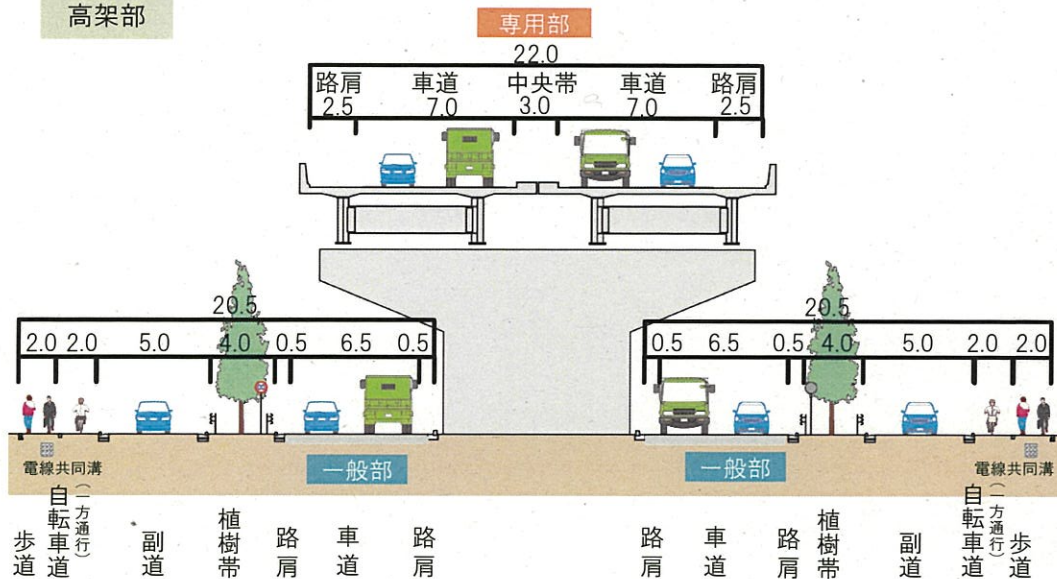 高架部
専用部
22.0
路肩 車道 中央帯 車道 路肩
2.5 7.0 3.0 7.0 2.5
20.5
2.0 2.0 5.0 4.0 0.5 6.5 0.5
20.5
0.5 6.5 0.5 4.0 5.0 2.0 2.0
電線共同溝
一般部
一般部
電線共同溝
歩道
自転車道
(一方通行)
副道
植樹帯
路肩
車道
路肩
路肩
車道
路肩
植樹帯
副道
自転車道
(一方通行)
歩道